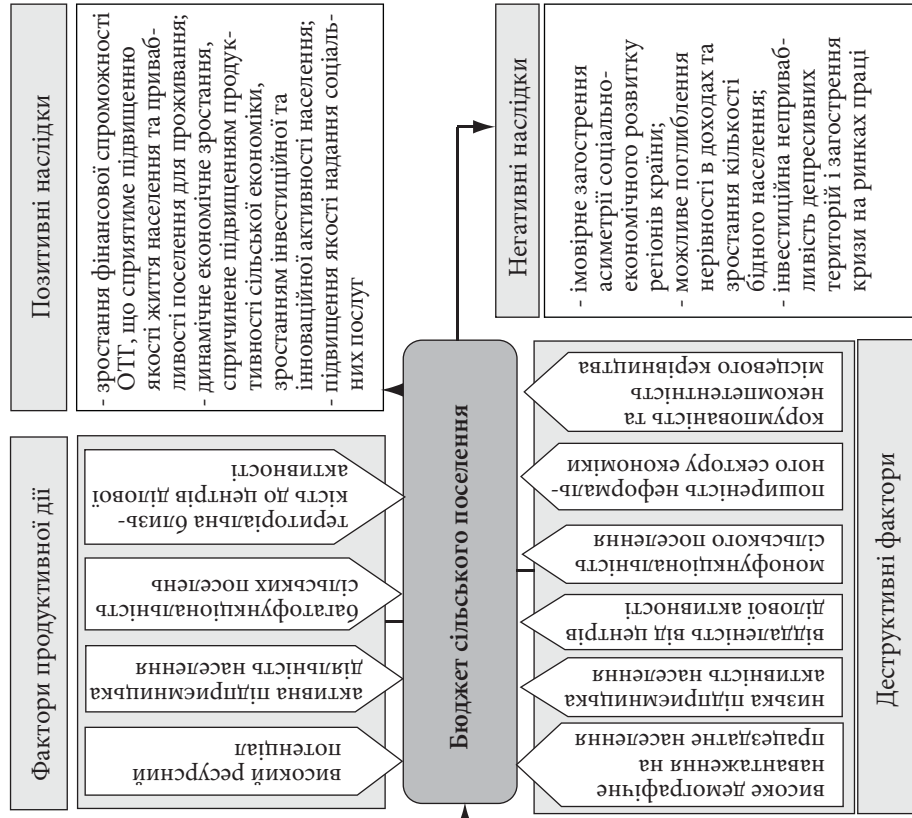 Фактори продуктивної дії
високий ресурсний
потенціал
активна підприємницька
діяльність населення
багатофункціональність
сільських поселень
територіальна близь-
кість до центрів ділової
активності
Позитивні наслідки
- зростання фінансової спроможності
ОТГ, що сприятиме підвищенню
якості життя населення та приваб-
ливості поселення для проживання;
- динамічне економічне зростання,
спричинене підвищенням продук-
тивності сільської економіки,
зростанням інвестиційної та
інноваційної активності населення;
- підвищення якості надання соціаль-
них послуг
Бюджет сільського поселення
високе демографічне
навантаження на
працездатне населення
низька підприємницька
активність населення
віддаленість від центрів
ділової активності
монофункціональність
сільського поселення
поширеність неформаль-
ного сектору економіки
корумпованість та
некомпетентність
місцевого керівництва
Деструктивні фактори
Негативні наслідки
- імовірне загострення
асиметрії соціально-
економічного розвитку
регіонів країни;
- можливе поглиблення
нерівності в доходах та
зростання кількості
бідного населення;
- інвестиційна неприваб-
ливість депресивних
територій і загострення
кризи на ринках праці